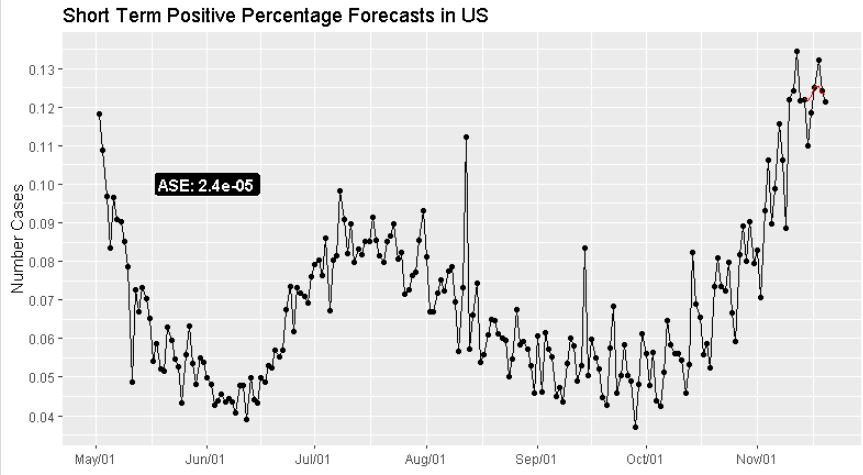 Short Term Positive Percentage Forecasts in US
Number Cases
0.13
0.12
0.11
0.10
0.09
0.08
0.07
0.06
0.05
0.04
ASE: 2.4e-05
May/01 Jun/01 Jul/01 Aug/01 Sep/01 Oct/01 Nov/01